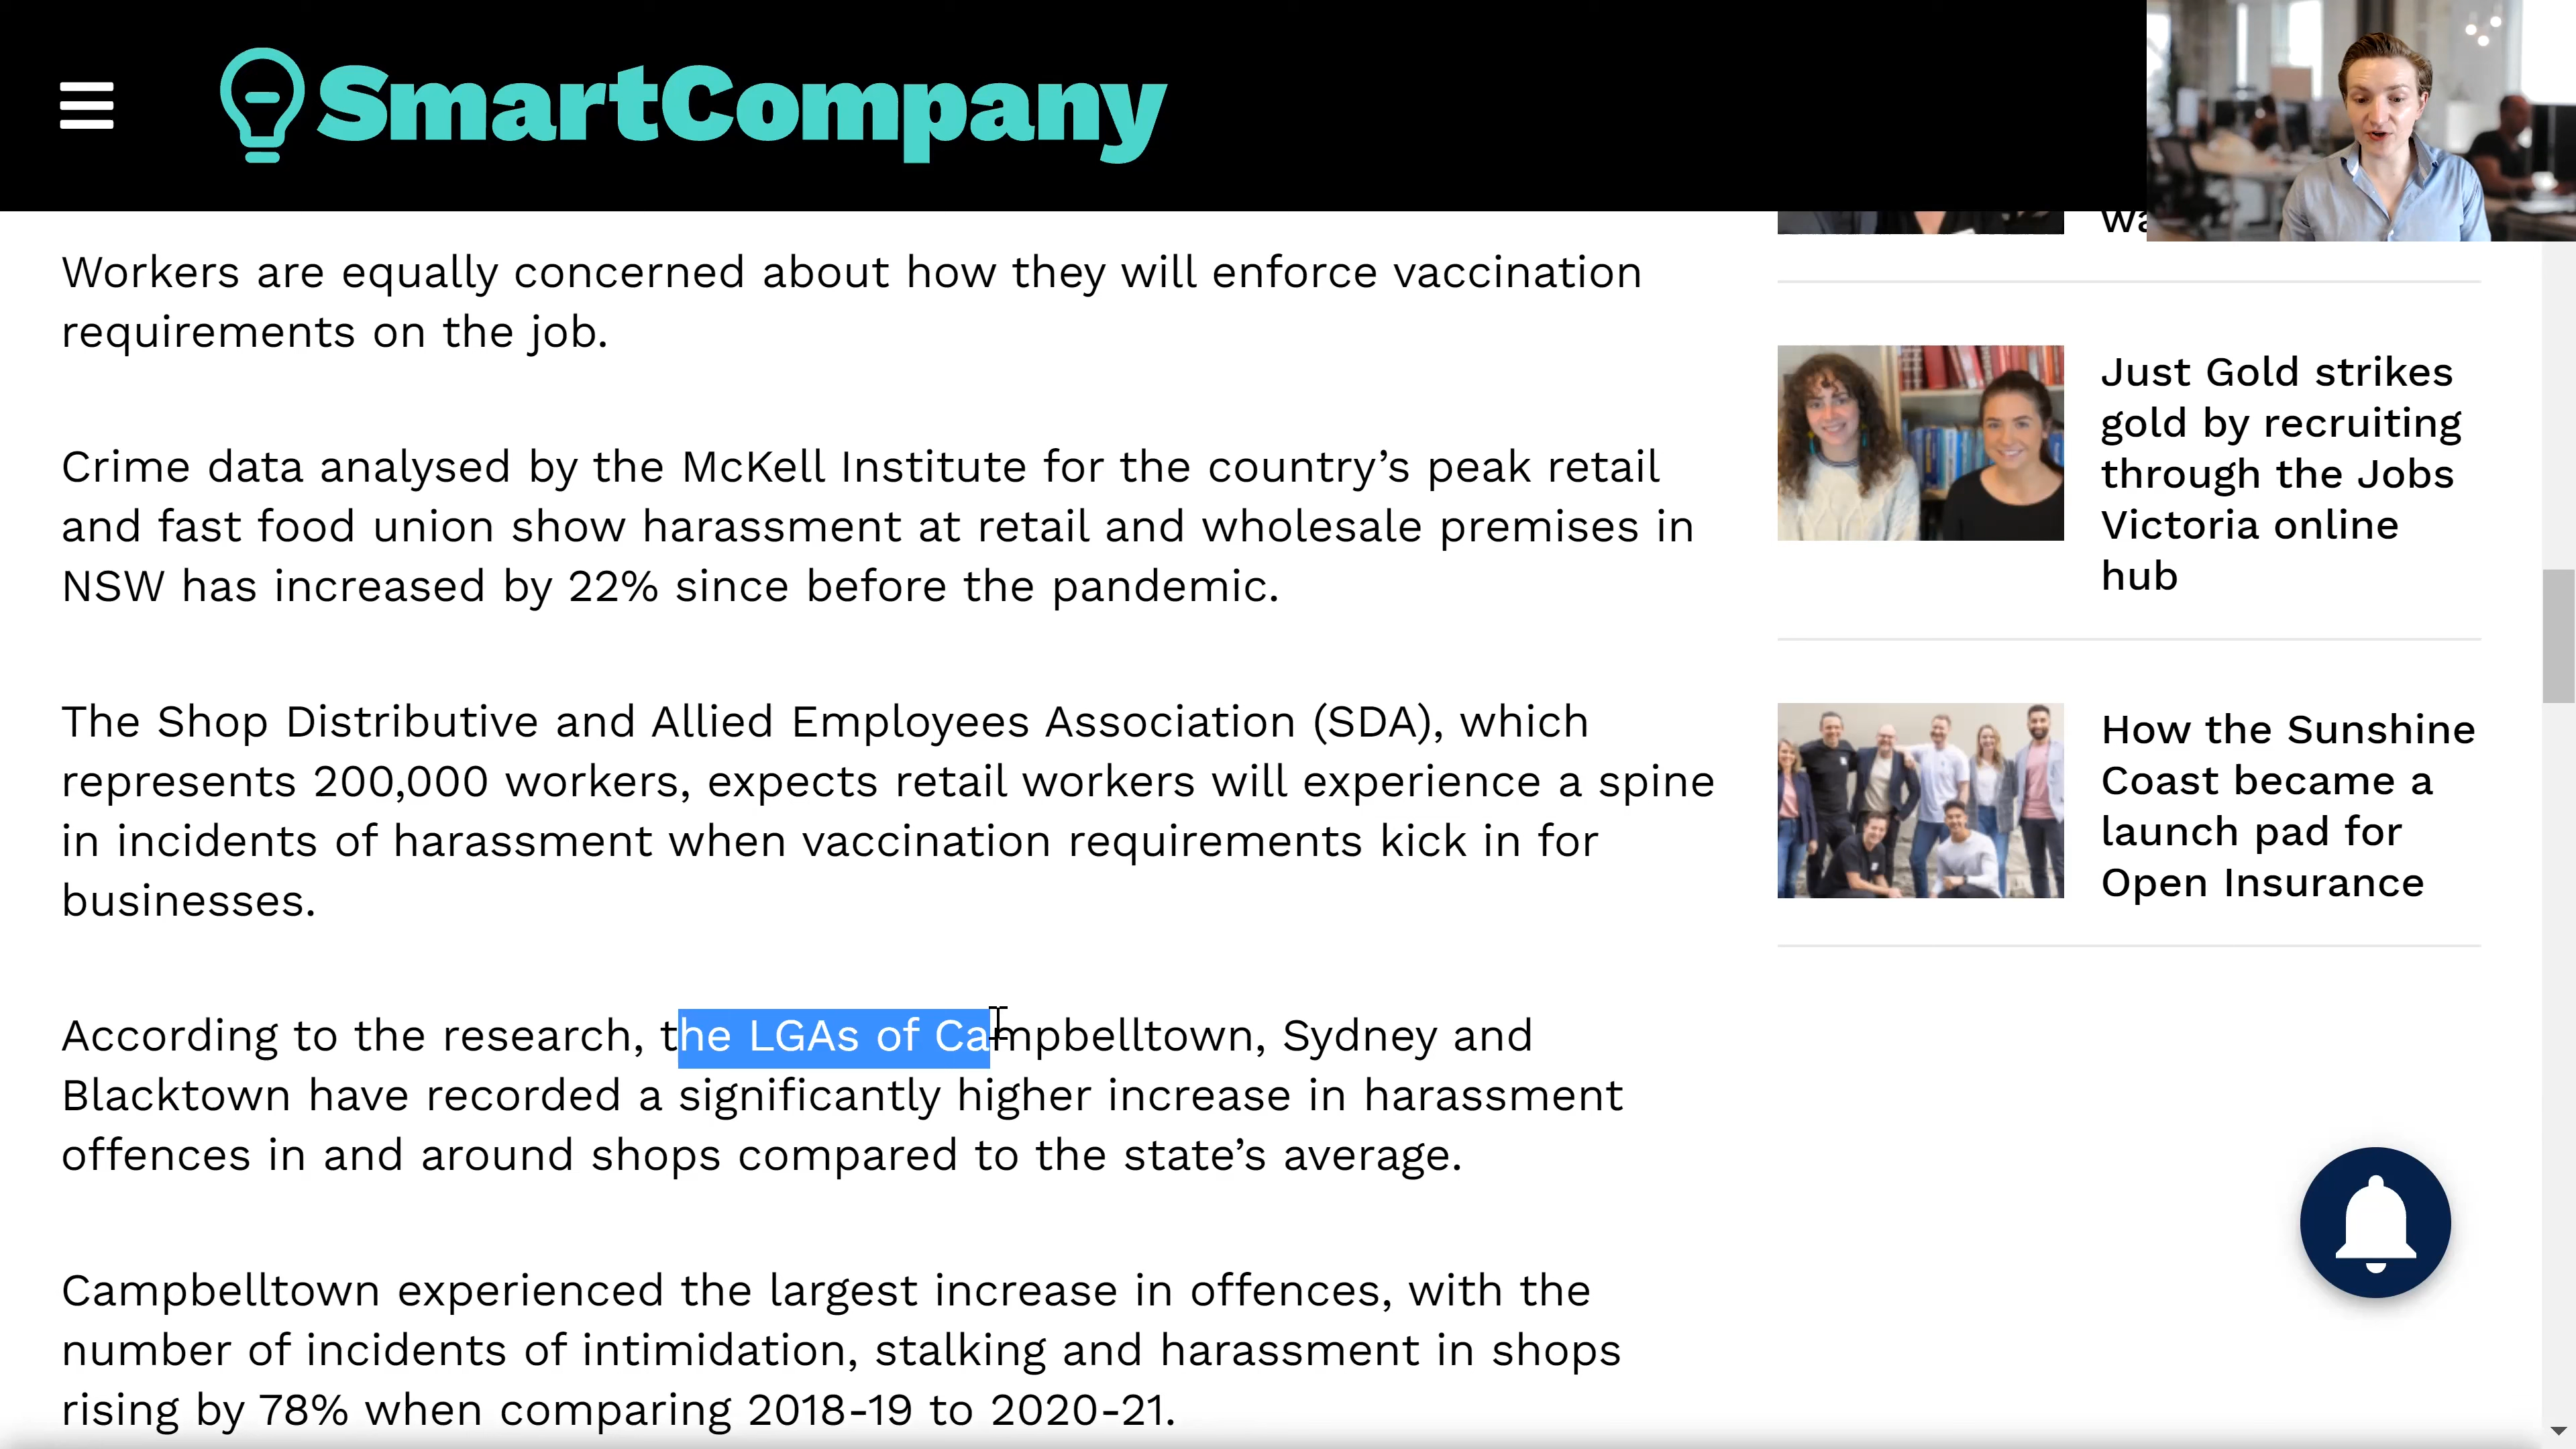 SmartCompany
Workers are equally concerned about how they will enforce vaccination
requirements on the job.
Crime data analysed by the McKell Institute for the country’s peak retail
and fast food union show harassment at retail and wholesale premises in
NSW has increased by 22% since before the pandemic.
The Shop Distributive and Allied Employees Association (SDA), which
represents 200,000 workers, expects retail workers will experience a spine
in incidents of harassment when vaccination requirements kick in for
businesses.
According to the research, the LGAs of Campbelltown, Sydney and
Blacktown have recorded a significantly higher increase in harassment
offences in and around shops compared to the state’s average.
Campbelltown experienced the largest increase in offences, with the
number of incidents of intimidation, stalking and harassment in shops
rising by 78% when comparing 2018-19 to 2020-21.
Just Gold strikes
gold by recruiting
through the Jobs
Victoria online
hub
How the Sunshine
Coast became a
launch pad for
Open Insurance